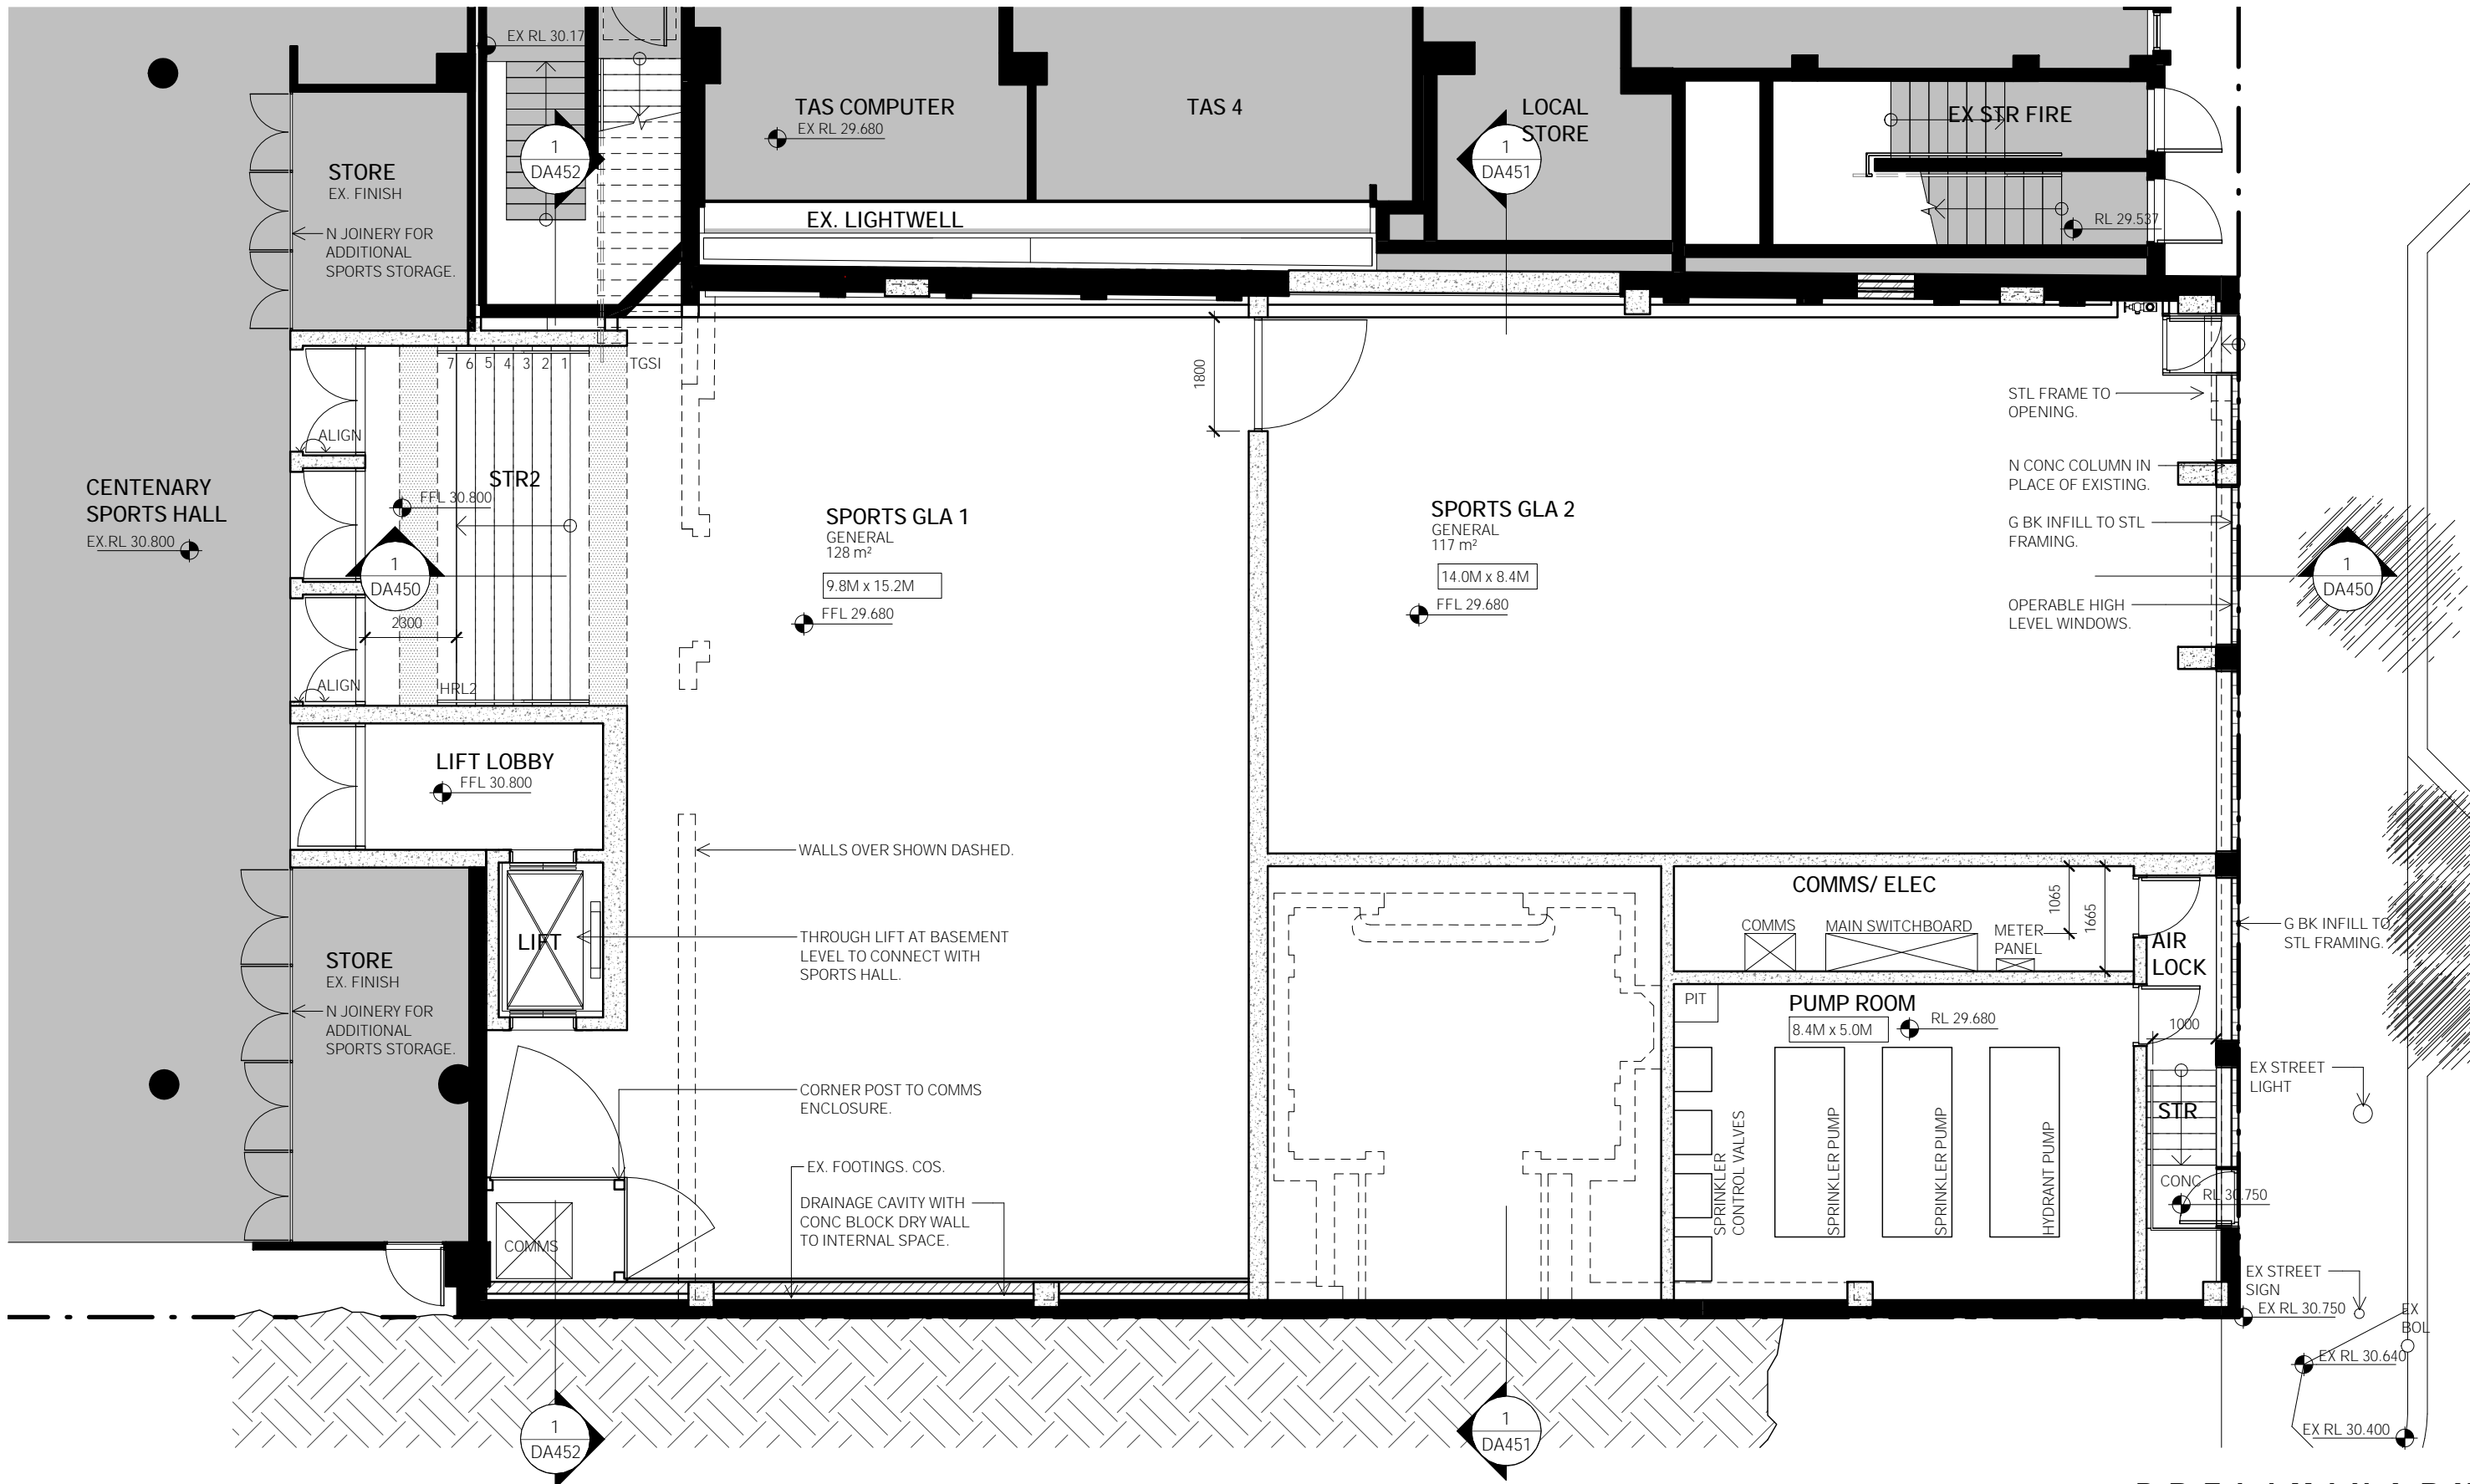 EX RL 30.17
TAS COMPUTER
EX RL 29.680
TAS 4
LOCAL
STORE
EX STR FIRE
1
DA452
1
DA451
STORE
EX. FINISH
N JOINERY FOR
ADDITIONAL
SPORTS STORAGE.
EX. LIGHTWELL
RL 29.537
7 6 5 4 3 2 1
TGSI
1800
STL FRAME TO
OPENING.
ALIGN
CENTENARY
SPORTS HALL
EX.RL 30.800
STR2
FFL 30.800
N CONC COLUMN IN
PLACE OF EXISTING.
SPORTS GLA 1
GENERAL
128 m²
9.8M x 15.2M
FFL 29.680
SPORTS GLA 2
GENERAL
117 m²
14.0M x 8.4M
FFL 29.680
G BK INFILL TO STL
FRAMING.
1
DA450
1
DA450
OPERABLE HIGH
LEVEL WINDOWS.
2300
ALIGN
HRL2
LIFT LOBBY
FFL 30.800
WALLS OVER SHOWN DASHED.
COMMS/ ELEC
COMMS
MAIN SWITCHBOARD
METER
PANEL
1065
1665
AIR
LOCK
G BK INFILL TO
STL FRAMING.
LIFT
THROUGH LIFT AT BASEMENT
LEVEL TO CONNECT WITH
SPORTS HALL.
STORE
EX. FINISH
N JOINERY FOR
ADDITIONAL
SPORTS STORAGE.
PIT
PUMP ROOM
8.4M x 5.0M
RL 29.680
1000
EX STREET
LIGHT
CORNER POST TO COMMS
ENCLOSURE.
STR
SPRINKLER
CONTROL VALVES
SPRINKLER PUMP
SPRINKLER PUMP
HYDRANT PUMP
EX. FOOTINGS. COS.
CONC
RL 30.750
DRAINAGE CAVITY WITH
CONC BLOCK DRY WALL
TO INTERNAL SPACE.
COMMS
EX STREET
SIGN
EX RL 30.750
EX
BOL
EX RL 30.640
EX RL 30.400
1
DA452
1
DA451